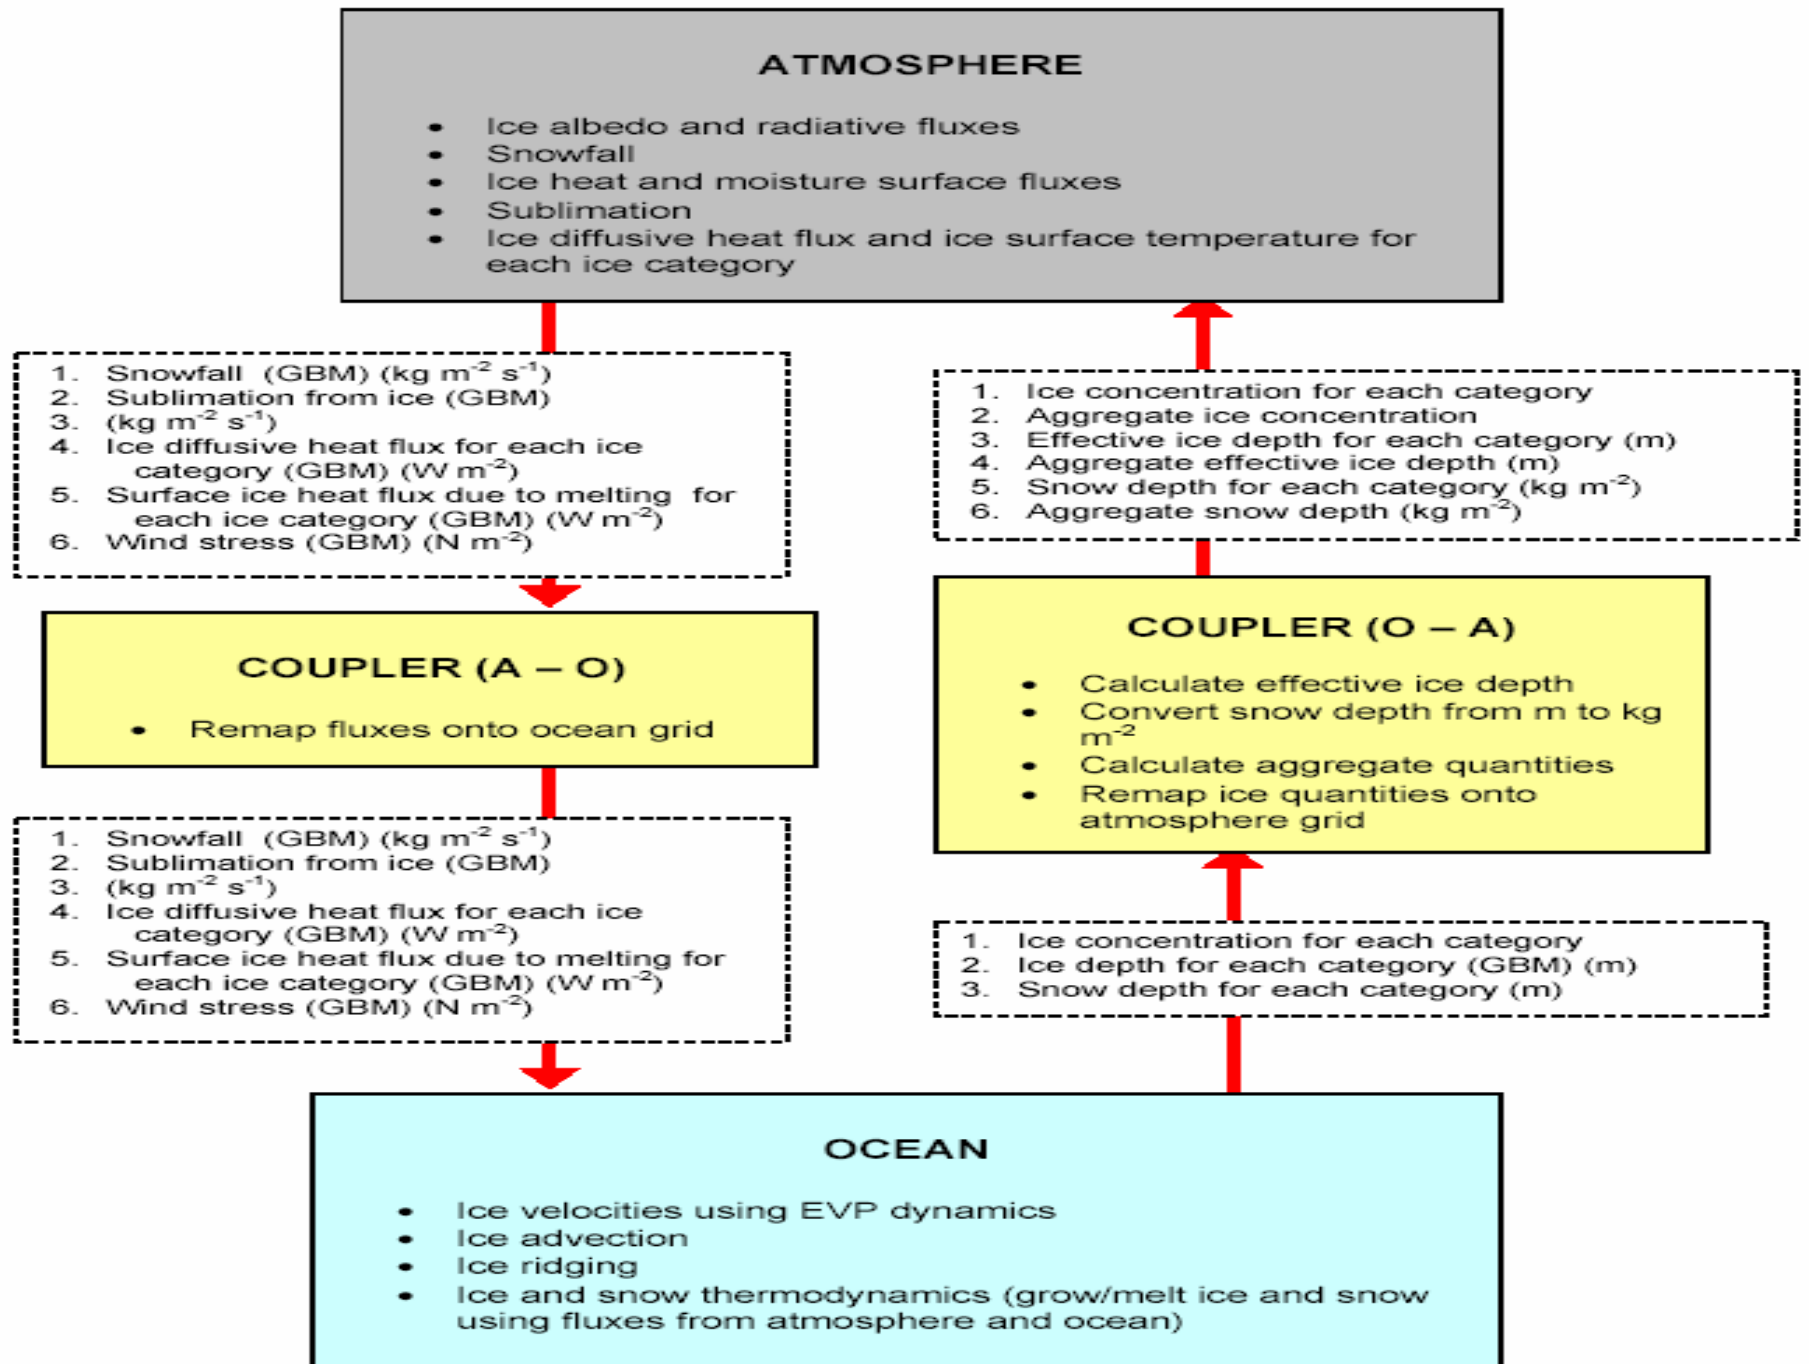 ATMOSPHERE
• Ice albedo and radiative fluxes
• Snowfall
• Ice heat and moisture surface fluxes
• Sublimation
• Ice diffusive heat flux and ice surface temperature for
each ice category
1. Snowfall (GBM) (kg m⁻² s⁻¹)
2. Sublimation from ice (GBM)
3. (kg m⁻² s⁻¹)
4. Ice diffusive heat flux for each ice
category (GBM) (W m⁻²)
5. Surface ice heat flux due to melting for
each ice category (GBM) (W m⁻²)
6. Wind stress (GBM) (N m⁻²)
1. Ice concentration for each category
2. Aggregate ice concentration
3. Effective ice depth for each category (m)
4. Aggregate effective ice depth (m)
5. Snow depth for each category (kg m⁻²)
6. Aggregate snow depth (kg m⁻²)
COUPLER (A – O)
• Remap fluxes onto ocean grid
COUPLER (O – A)
• Calculate effective ice depth
• Convert snow depth from m to kg
m⁻²
• Calculate aggregate quantities
• Remap ice quantities onto
atmosphere grid
1. Snowfall (GBM) (kg m⁻² s⁻¹)
2. Sublimation from ice (GBM)
3. (kg m⁻² s⁻¹)
4. Ice diffusive heat flux for each ice
category (GBM) (W m⁻²)
5. Surface ice heat flux due to melting for
each ice category (GBM) (W m⁻²)
6. Wind stress (GBM) (N m⁻²)
1. Ice concentration for each category
2. Ice depth for each category (GBM) (m)
3. Snow depth for each category (m)
OCEAN
• Ice velocities using EVP dynamics
• Ice advection
• Ice ridging
• Ice and snow thermodynamics (grow/melt ice and snow
using fluxes from atmosphere and ocean)